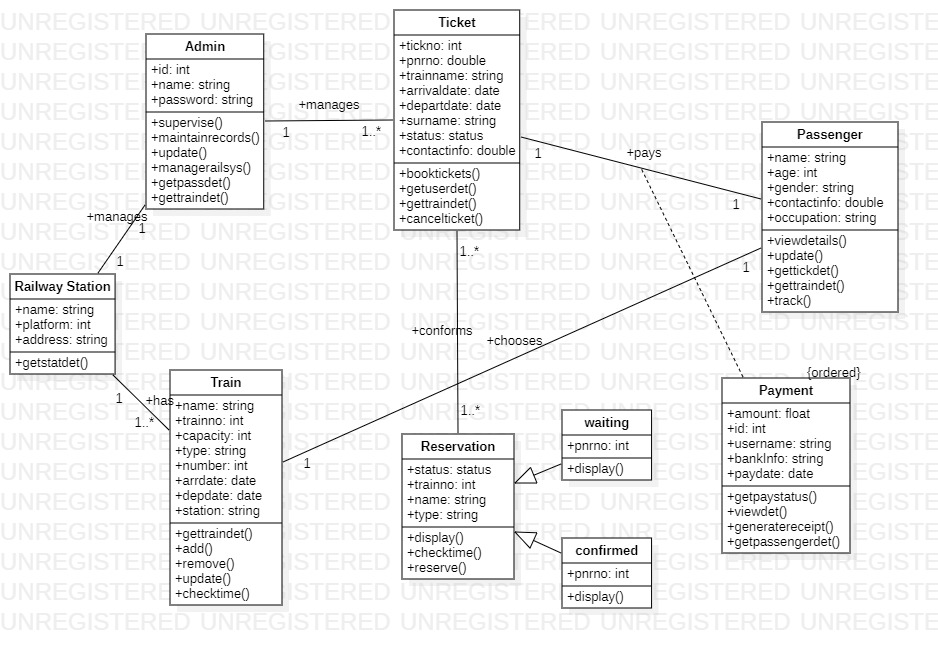 Admin
+id: int
+name: string
+password: string
+supervise()
+maintainrecords()
+update()
+managerailsys()
+getpassdet()
+gettraindet()
+manages
1
1..*
Ticket
+tickno: int
+pnrno: double
+trainname: string
+arrivaldate: date
+departdate: date
+surname: string
+status: status
+contactinfo: double
+booktickets()
+getuserdet()
+gettraindet()
+cancelticket()
1
+pays
1
Passenger
+name: string
+age: int
+gender: string
+contactinfo: double
+occupation: string
+viewdetails()
+update()
+gettickdet()
+gettraindet()
+track()
+manages
1
1
Railway Station
+name: string
+platform: int
+address: string
+getstatdet()
1
+has
1..*
Train
+name: string
+trainno: int
+capacity: int
+type: string
+number: int
+arrdate: date
+depdate: date
+station: string
+gettraindet()
+add()
+remove()
+update()
+checktime()
1
+chooses
1
1..*
+conforms
1..*
Reservation
+status: status
+trainno: int
+name: string
+type: string
+display()
+checktime()
+reserve()
waiting
+pnrno: int
+display()
confirmed
+pnrno: int
+display()
{ordered}
Payment
+amount: float
+id: int
+username: string
+bankInfo: string
+paydate: date
+getpaystatus()
+viewdet()
+generatereceipt()
+getpassengerdet()
UNREGISTERED